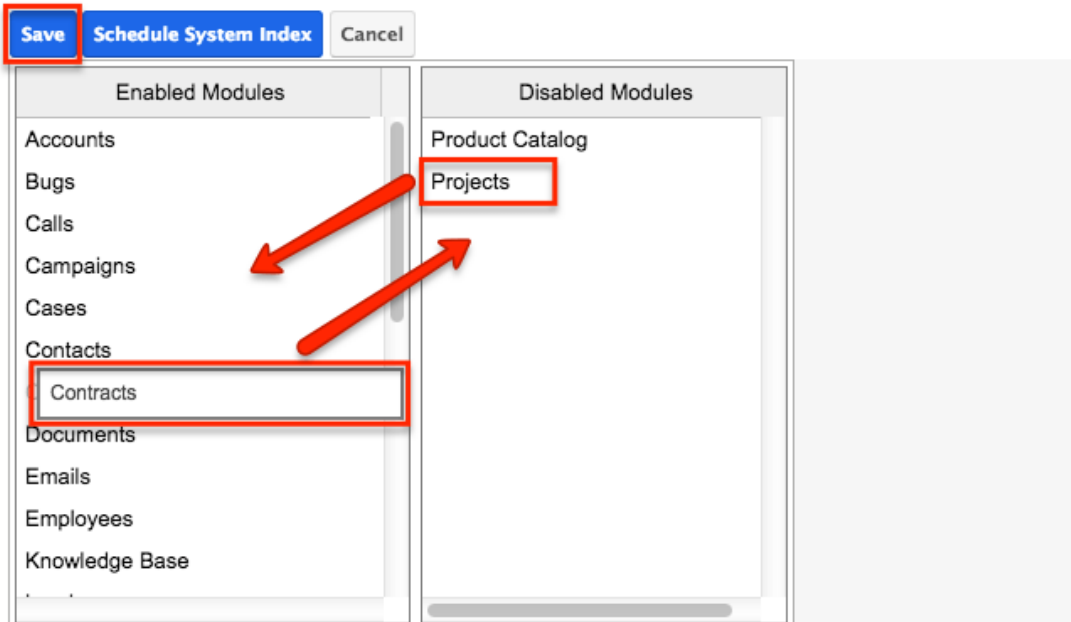 Save Schedule System Index Cancel
Enabled Modules
Accounts
Bugs
Calls
Campaigns
Cases
Contacts
Contracts
Documents
Emails
Employees
Knowledge Base
Disabled Modules
Product Catalog
Projects